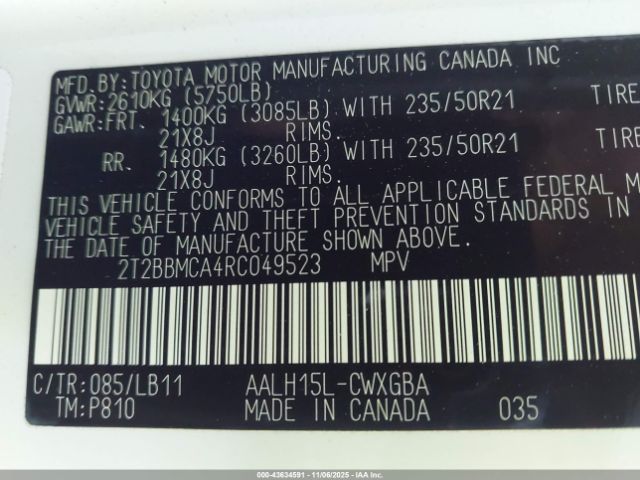 MFD.BY:TOYOTA MOTOR MANUFACTURING CANADA INC
GVWR:2610KG (5750LB)
GAWR:FRT. 1400KG (3085LB) WITH 235/50R21 TIRE
21X8J RIMS.
RR. 1480KG (3260LB) WITH 235/50R21 TIRE
21X8J RIMS.
THIS VEHICLE CONFORMS TO ALL APPLICABLE FEDERAL M
VEHICLE SAFETY AND THEFT PREVENTION STANDARDS IN
THE DATE OF MANUFACTURE SHOWN ABOVE.
2T2BBMCA4RC049523 MPV
C/TR:085/LB11 AALH15L-CWXGBA
TM:P810 MADE IN CANADA 035
000-43634591 - 11/06/2025 - IAAI.CA